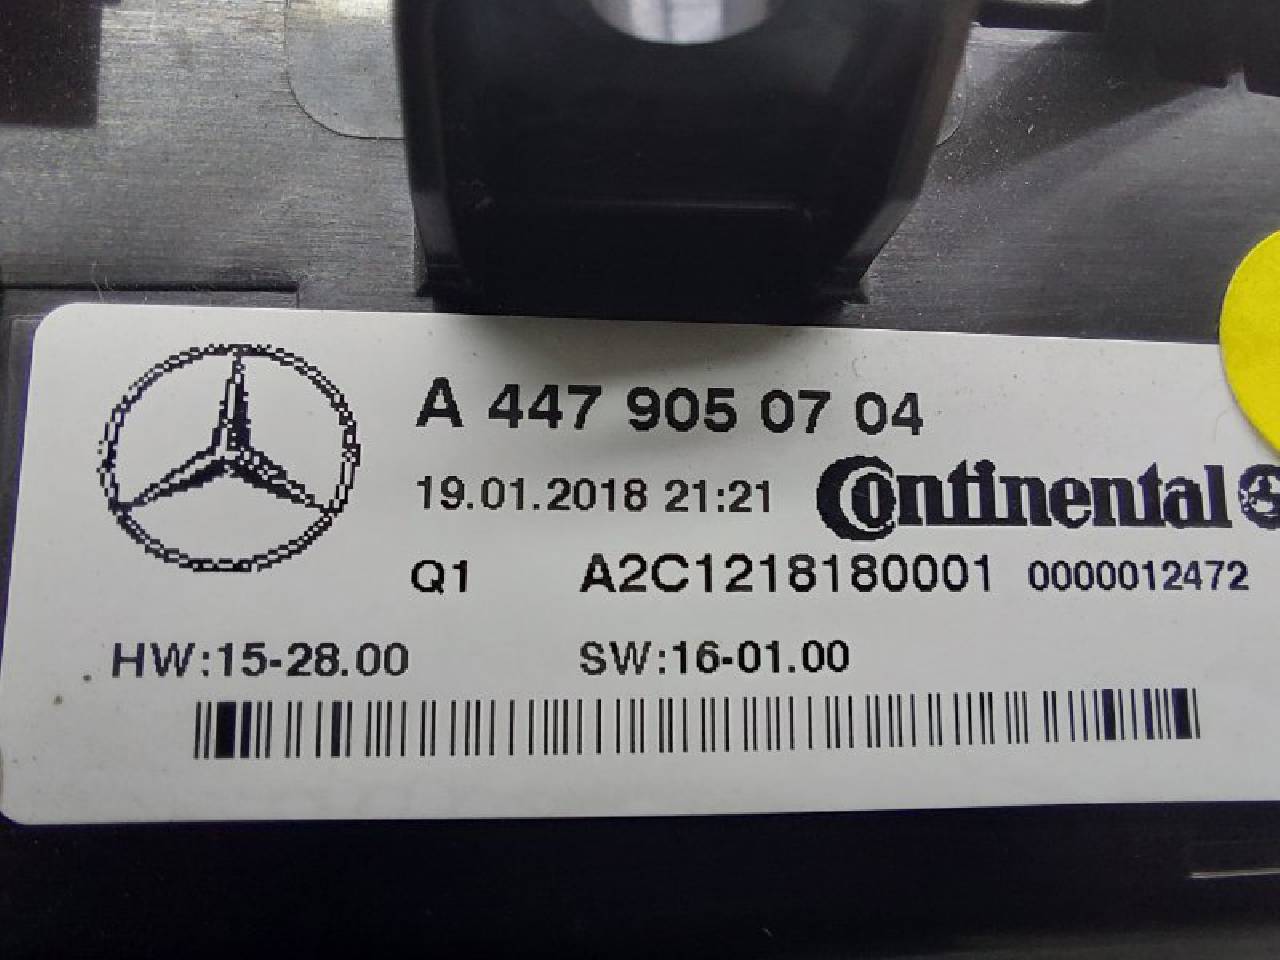 A 447 905 07 04
19.01.2018 21:21
Continental
Q1 A2C1218180001 0000012472
HW:15-28.00 SW:16-01.00